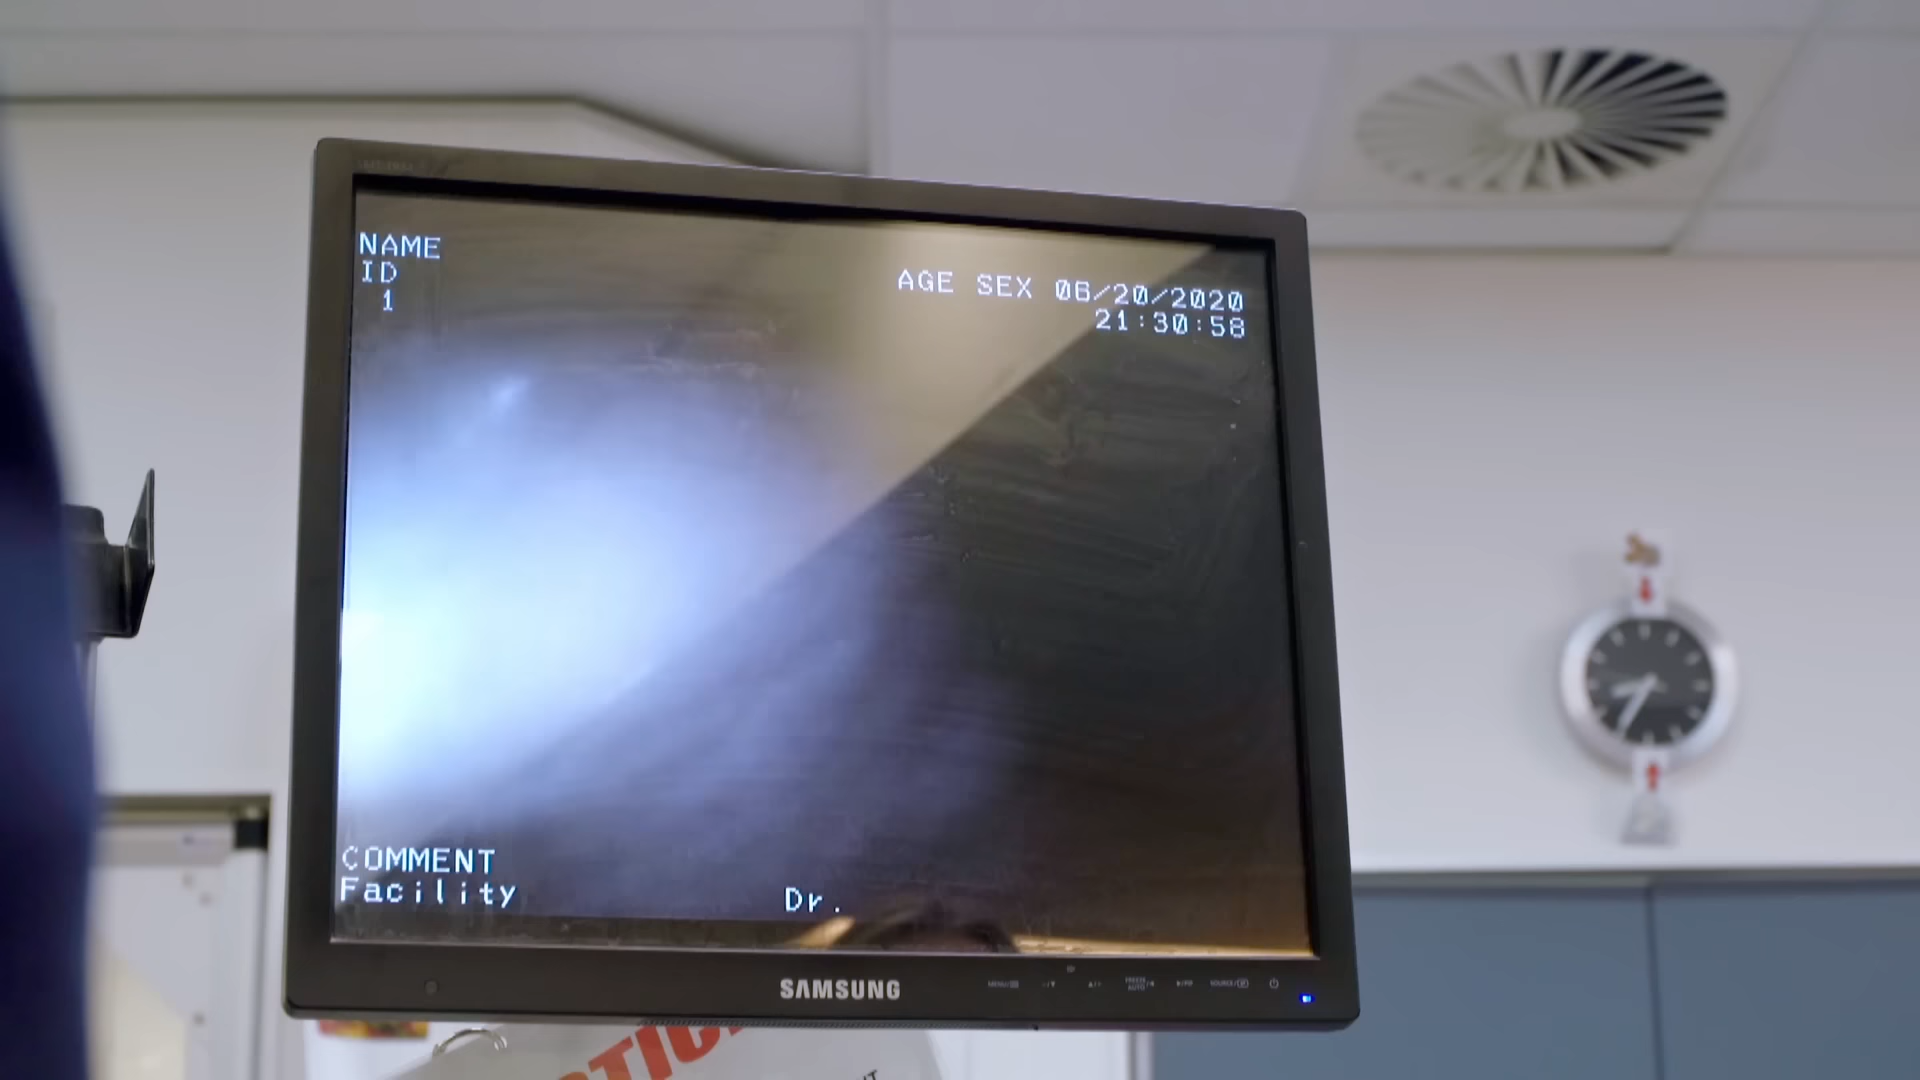 NAME
ID
1
AGE SEX 06/20/2020
21:30:58
COMMENT
Facility
Dr.
SAMSUNG